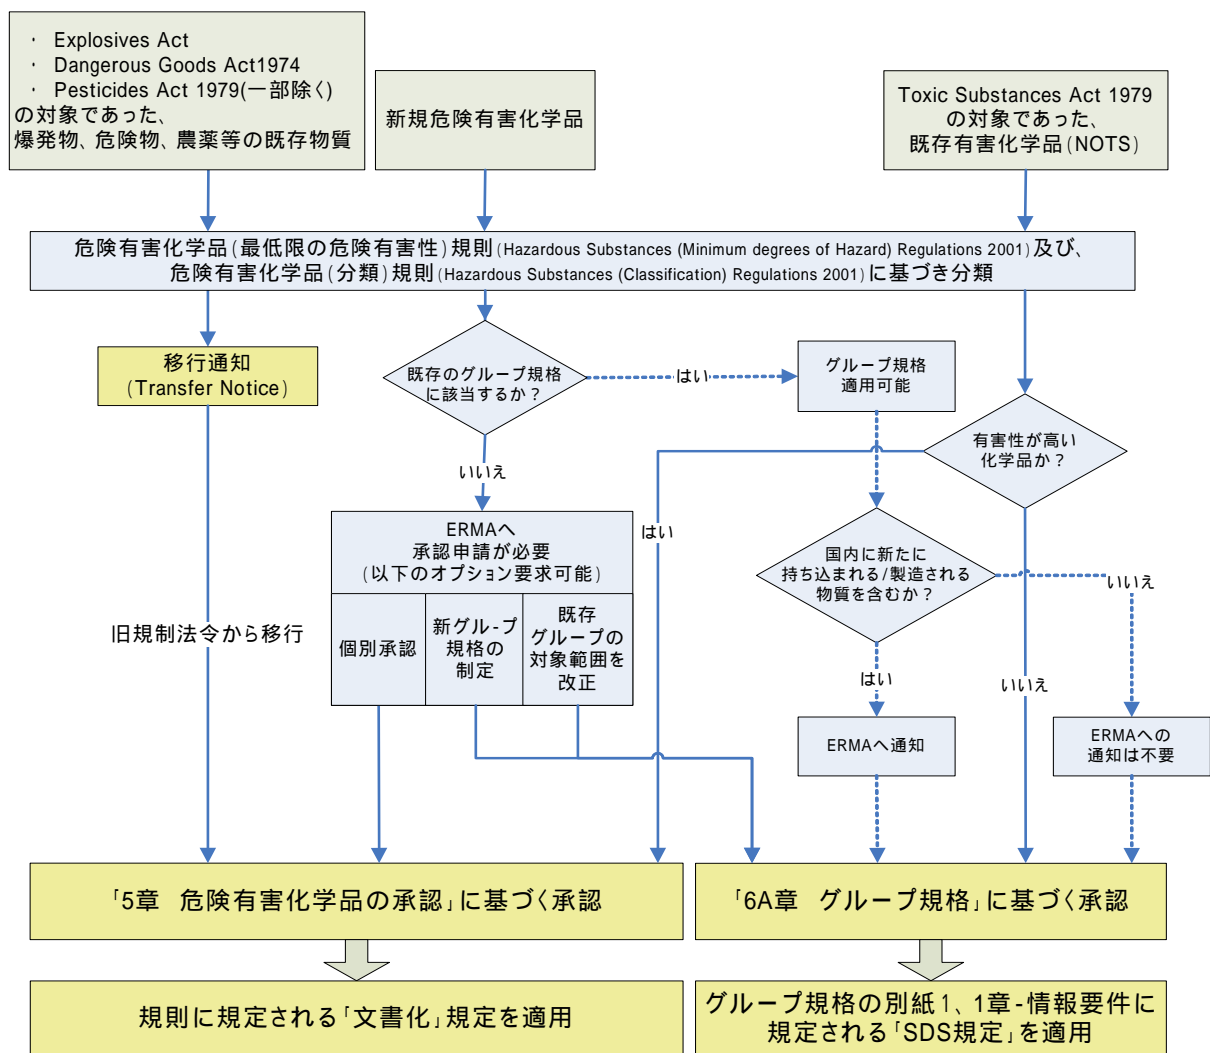 ・ Explosives Act
・ Dangerous Goods Act1974
・ Pesticides Act 1979(一部除く)
の対象であった、
爆発物、危険物、農薬等の既存物質
新規危険有害化学品
Toxic Substances Act 1979
の対象であった、
既存有害化学品(NOTS)
危険有害化学品(最低限の危険有害性)規則(Hazardous Substances (Minimum degrees of Hazard) Regulations 2001)及び、
危険有害化学品(分類)規則(Hazardous Substances (Classification) Regulations 2001)に基づき分類
移行通知
(Transfer Notice)
既存のグループ規格
に該当するか？
はい
グループ規格
適用可能
有害性が高い
化学品か？
いいえ
ERMAへ
承認申請が必要
(以下のオプション要求可能)
個別承認
新グル-プ
規格の
制定
既存
グループの
対象範囲を
改正
はい
国内に新たに
持ち込まれる/製造される
物質を含むか？
いいえ
旧規制法令から移行
はい
いいえ
ERMAへ通知
ERMAへの
通知は不要
「5章 危険有害化学品の承認」に基づく承認
「6A章 グループ規格」に基づく承認
規則に規定される「文書化」規定を適用
グループ規格の別紙1、1章-情報要件に
規定される「SDS規定」を適用